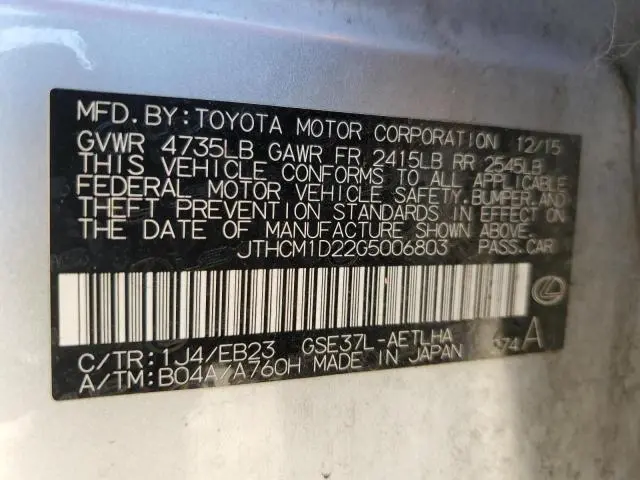 MFD. BY: TOYOTA MOTOR CORPORATION 12/15
GVWR 4735LB GAWR FR 2415LB RR 2545LB
THIS VEHICLE CONFORMS TO ALL APPLICABLE
FEDERAL MOTOR VEHICLE SAFETY, BUMPER, AND
THEFT PREVENTION STANDARDS IN EFFECT ON
THE DATE OF MANUFACTURE SHOWN ABOVE.
JTHCM1D22G5006803 PASS.CAR
C/TR: 1J4/EB23 GSE37L-AETLHA
A/TM: B04A/A760H MADE IN JAPAN 374 A